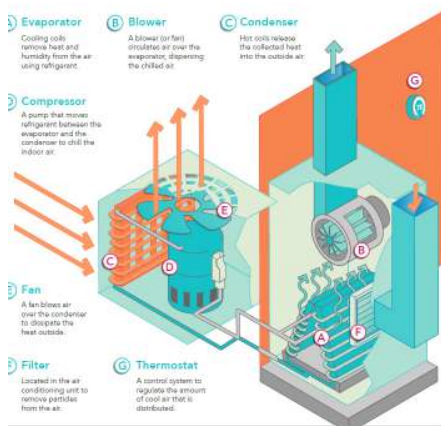 A Evaporator
Cooling coils
remove heat and
humidity from the air
using refrigerant.
B Blower
A blower (or fan)
circulates air over the
evaporator, dispersing
the chilled air.
C Condenser
Hot coils release
the collected heat
into the outside air.
D Compressor
A pump that moves
refrigerant between the
evaporator and the
condenser to chill the
indoor air.
E Fan
A fan blows air
over the condenser
to dissipate the
heat outside.
F Filter
Located in the air
conditioning unit to
remove particles
from the air.
G Thermostat
A control system to
regulate the amount
of cool air that is
distributed.
G
E
B
C
D
F
A